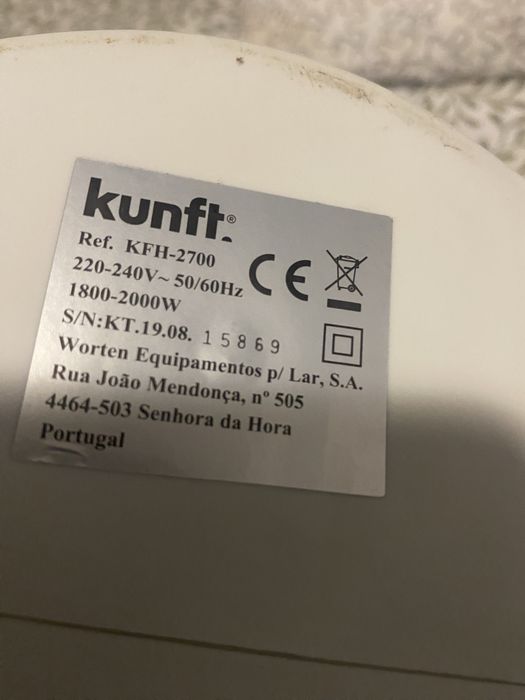 kunft®
Ref. KFH-2700
220-240V~ 50/60Hz
1800-2000W
CE
S/N:KT.19.08. 15869
Worten Equipamentos p/ Lar, S.A.
Rua João Mendonça, nº 505
4464-503 Senhora da Hora
Portugal